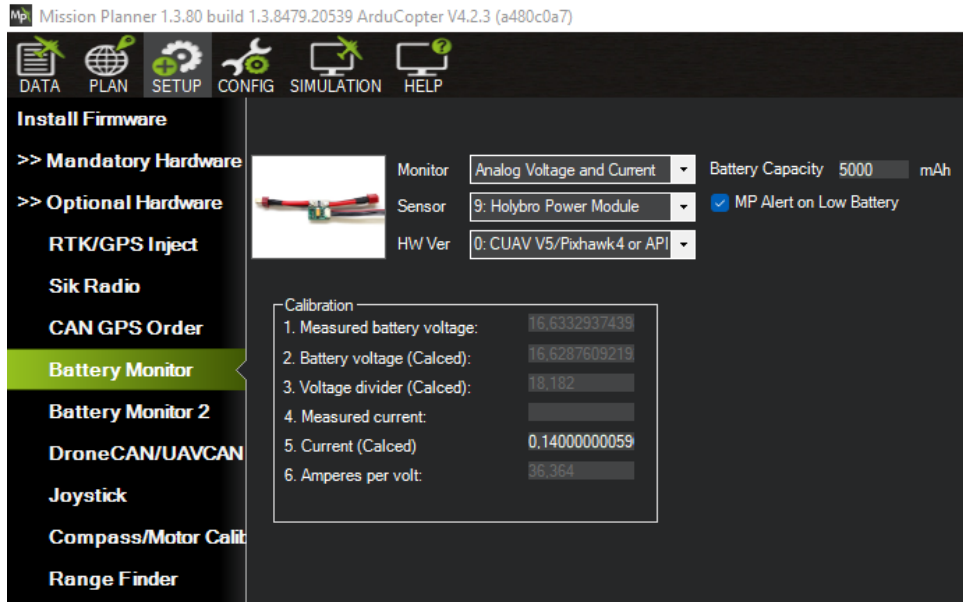 Mission Planner 1.3.80 build 1.3.8479.20539 ArduCopter V4.2.3 (a480c0a7)
DATA PLAN SETUP CONFIG SIMULATION HELP
Install Firmware
>> Mandatory Hardware
>> Optional Hardware
RTK/GPS Inject
Sik Radio
CAN GPS Order
Battery Monitor
Battery Monitor 2
DroneCAN/UAVCAN
Joystick
Compass/Motor Calib
Range Finder
Monitor Analog Voltage and Current Battery Capacity 5000 mAh
Sensor 9: Holybro Power Module MP Alert on Low Battery
HW Ver 0: CUAV V5/Pixhawk4 or API
Calibration
1. Measured battery voltage: 16,6332937439
2. Battery voltage (Calced): 16,6287609219
3. Voltage divider (Calced): 18,182
4. Measured current:
5. Current (Calced) 0,14000000059
6. Amperes per volt: 36,364